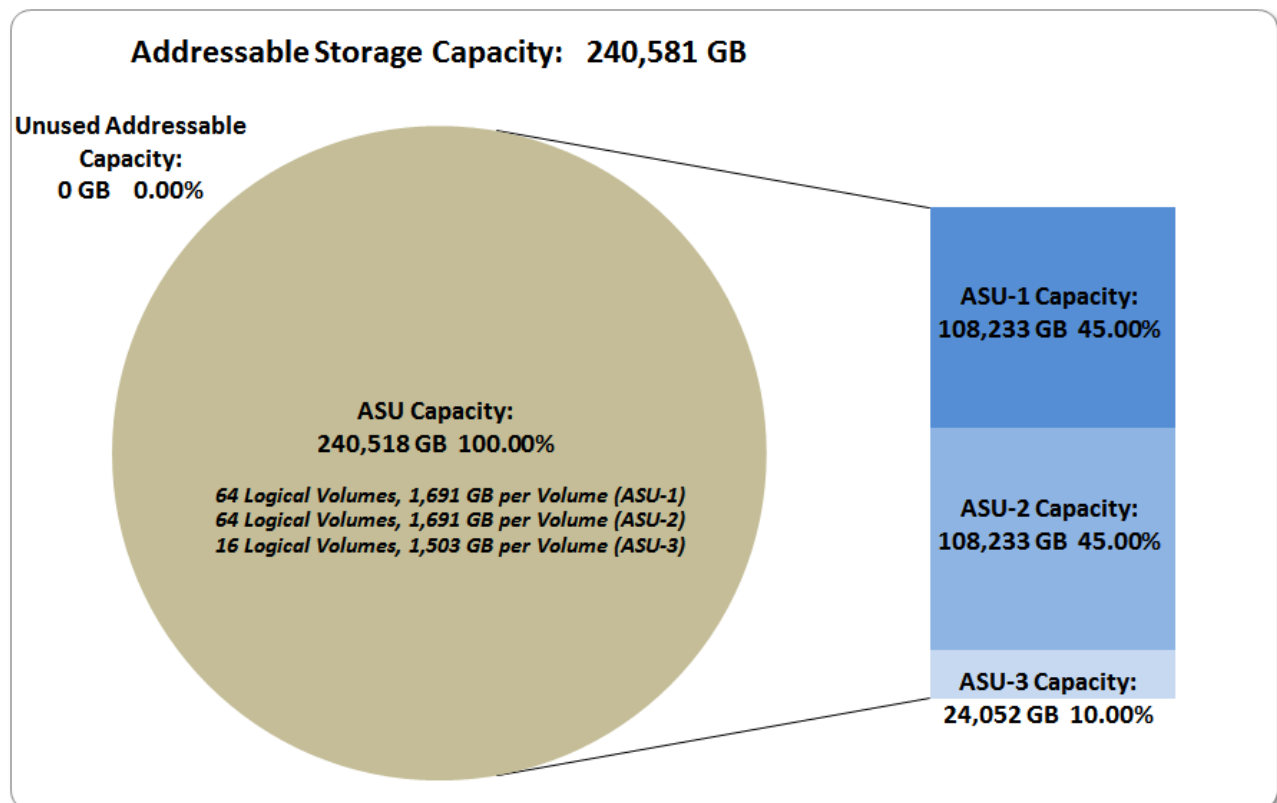 Addressable Storage Capacity: 240,581 GB
Unused Addressable
Capacity:
0 GB 0.00%
ASU Capacity:
240,518 GB 100.00%
64 Logical Volumes, 1,691 GB per Volume (ASU-1)
64 Logical Volumes, 1,691 GB per Volume (ASU-2)
16 Logical Volumes, 1,503 GB per Volume (ASU-3)
ASU-1 Capacity:
108,233 GB 45.00%
ASU-2 Capacity:
108,233 GB 45.00%
ASU-3 Capacity:
24,052 GB 10.00%